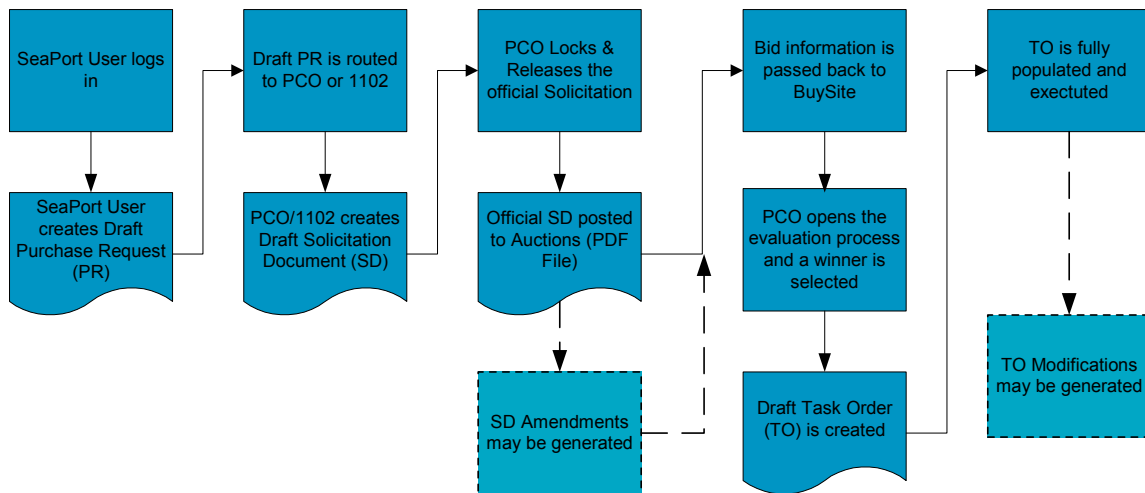 SeaPort User logs
in
SeaPort User
creates Draft
Purchase Request
(PR)
Draft PR is routed
to PCO or 1102
PCO/1102 creates
Draft Solicitation
Document (SD)
PCO Locks &
Releases the
official Solicitation
Official SD posted
to Auctions (PDF
File)
SD Amendments
may be generated
Bid information is
passed back to
BuySite
PCO opens the
evaluation process
and a winner is
selected
Draft Task Order
(TO) is created
TO is fully
populated and
exectuted
TO Modifications
may be generated